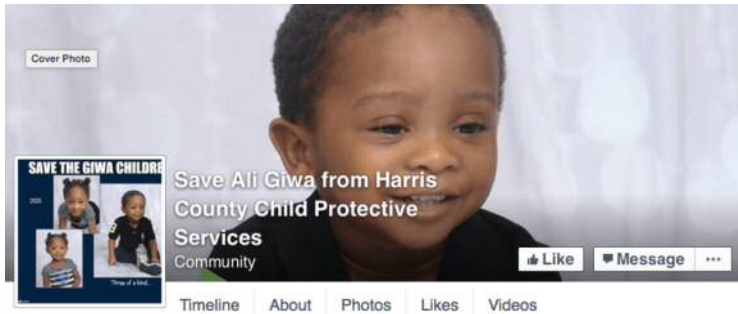 Cover Photo
SAVE THE GIWA CHILDRE
Save Ali Giwa from Harris
County Child Protective
Services
Community
Like
Message
Timeline
About
Photos
Likes
Videos